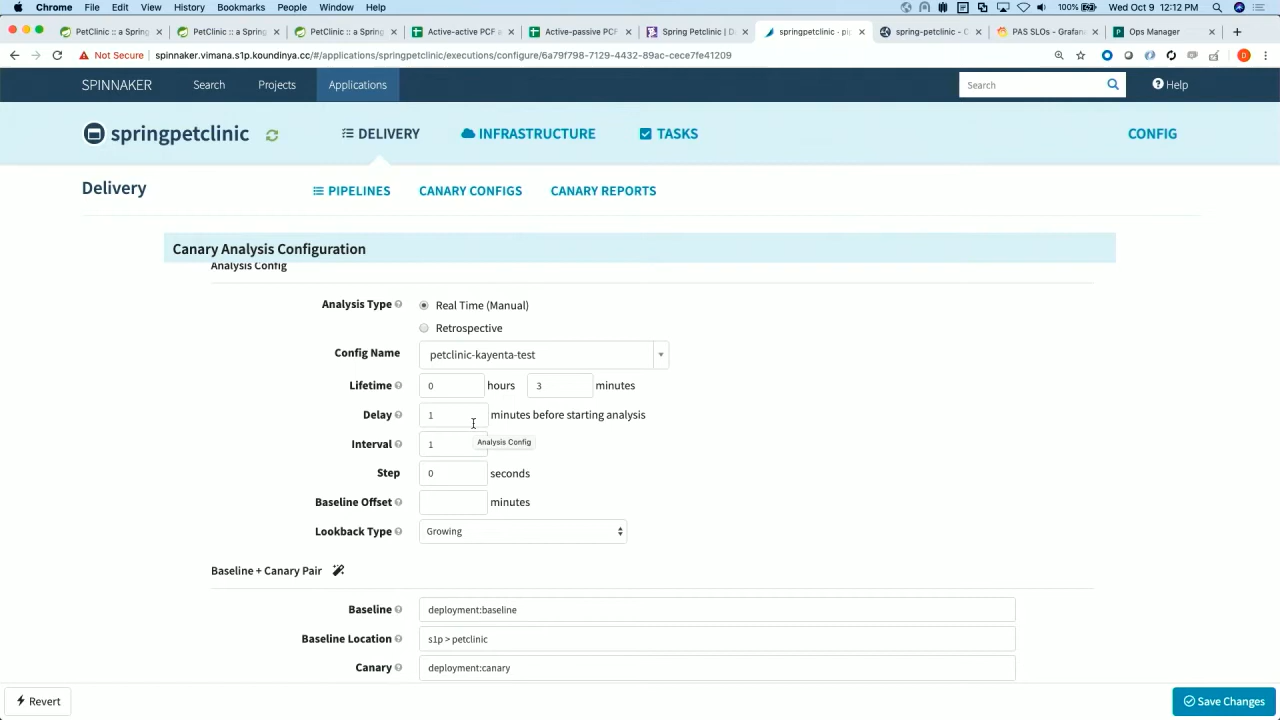 Chrome File Edit View History Bookmarks People Window Help 100% Wed Oct 9 12:12 PM
PetClinic :: a Spring PetClinic :: a Spring PetClinic :: a Spring Active-active PCF Active-passive PCF Spring Petclinic | D springpetclinic · pi spring-petclinic - C PAS SLOs - Grafan Ops Manager
Not Secure spinnaker.vimana.s1p.koundinya.cc/#/applications/springpetclinic/executions/configure/6a79f798-7129-4432-89ac-cece7fe41209
SPINNAKER Search Projects Applications Search Help
springpetclinic DELIVERY INFRASTRUCTURE TASKS CONFIG
Delivery PIPELINES CANARY CONFIGS CANARY REPORTS
Canary Analysis Configuration
Analysis Config
Analysis Type Real Time (Manual)
Retrospective
Config Name petclinic-kayenta-test
Lifetime 0 hours 3 minutes
Delay 1 minutes before starting analysis
Interval 1 Analysis Config
Step 0 seconds
Baseline Offset minutes
Lookback Type Growing
Baseline + Canary Pair
Baseline deployment:baseline
Baseline Location s1p > petclinic
Canary deployment:canary
Revert Save Changes